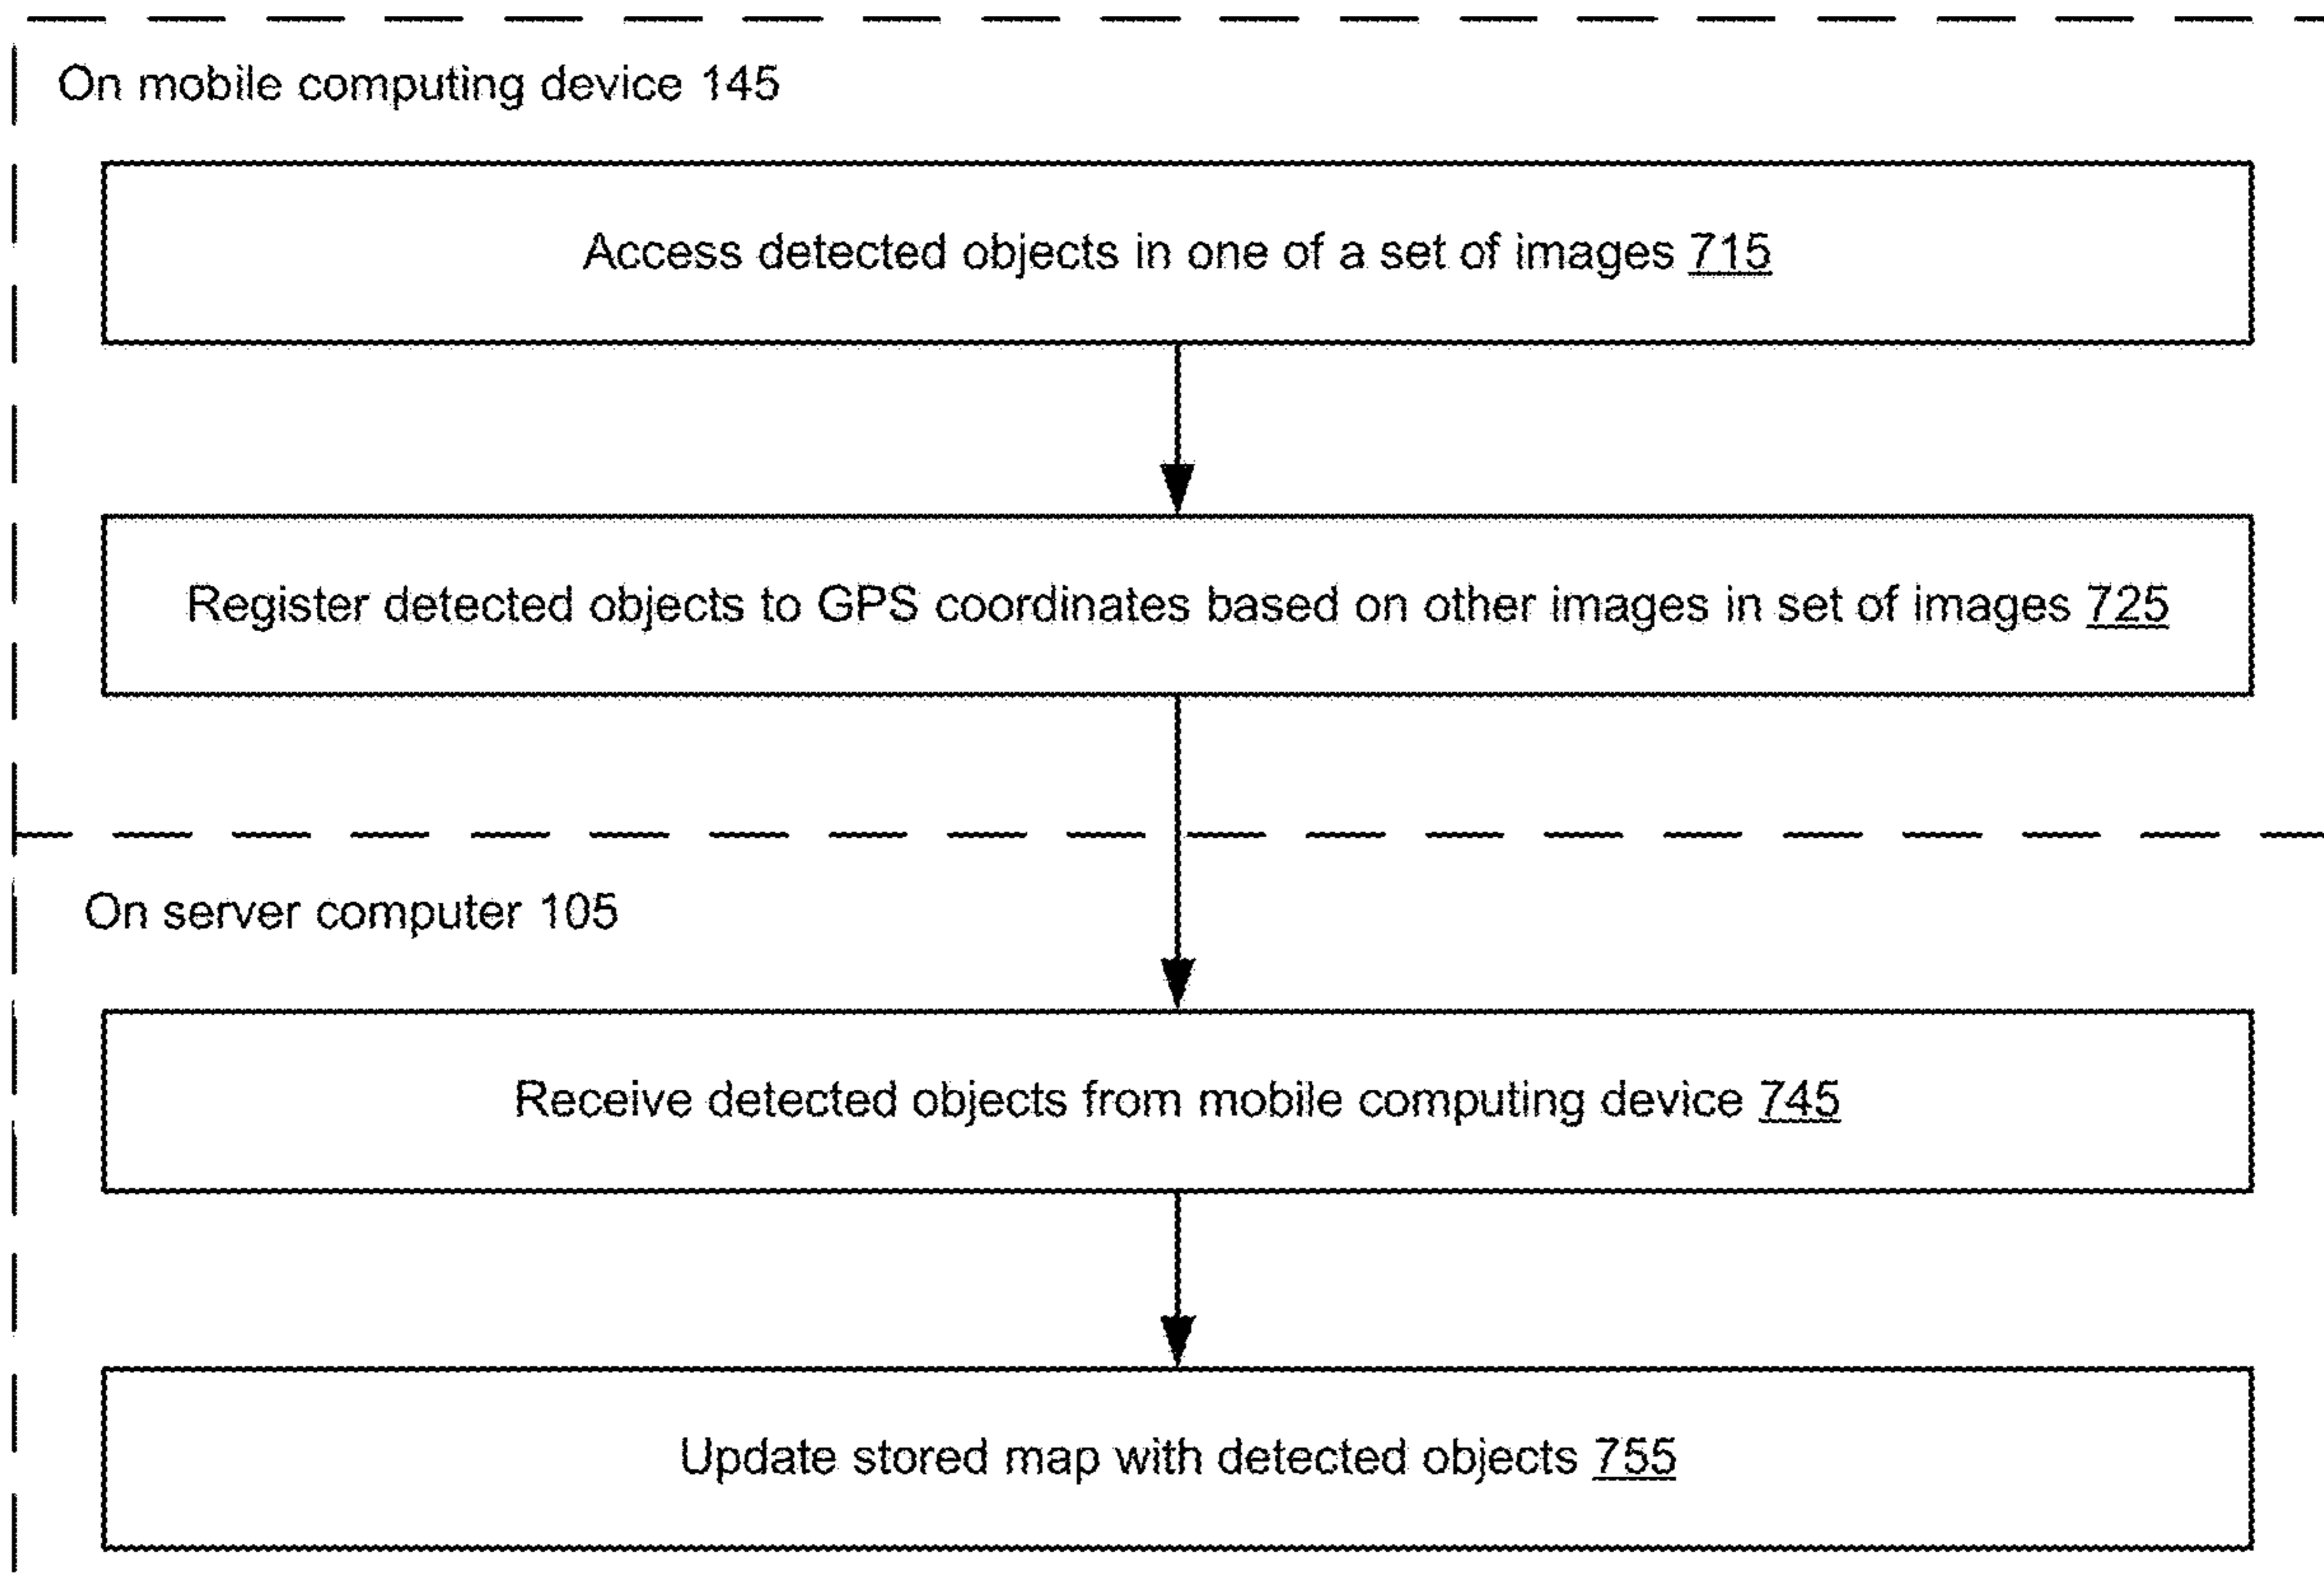 On mobile computing device 145
Access detected objects in one of a set of images 715
Register detected objects to GPS coordinates based on other images in set of images 725
On server computer 105
Receive detected objects from mobile computing device 745
Update stored map with detected objects 755